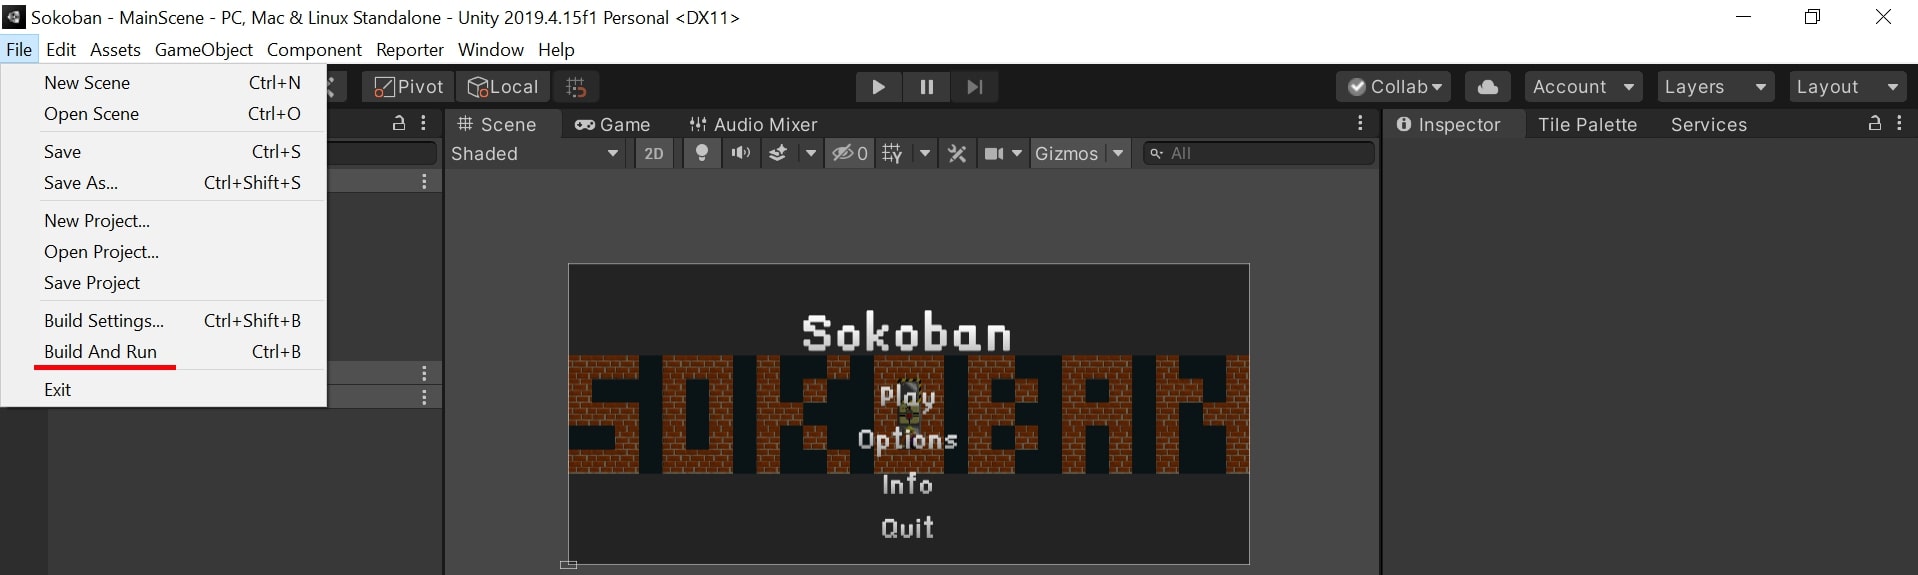 Sokoban - MainScene - PC, Mac & Linux Standalone - Unity 2019.4.15f1 Personal <DX11>
File Edit Assets GameObject Component Reporter Window Help
New Scene Ctrl+N
Open Scene Ctrl+O
Save Ctrl+S
Save As... Ctrl+Shift+S
New Project...
Open Project...
Save Project
Build Settings... Ctrl+Shift+B
Build And Run Ctrl+B
Exit
Pivot Local Collab Account Layers Layout
Scene Game Audio Mixer
Shaded 2D 0 Gizmos All
Inspector Tile Palette Services
Sokoban
SOKOBAN
Play
Options
Info
Quit